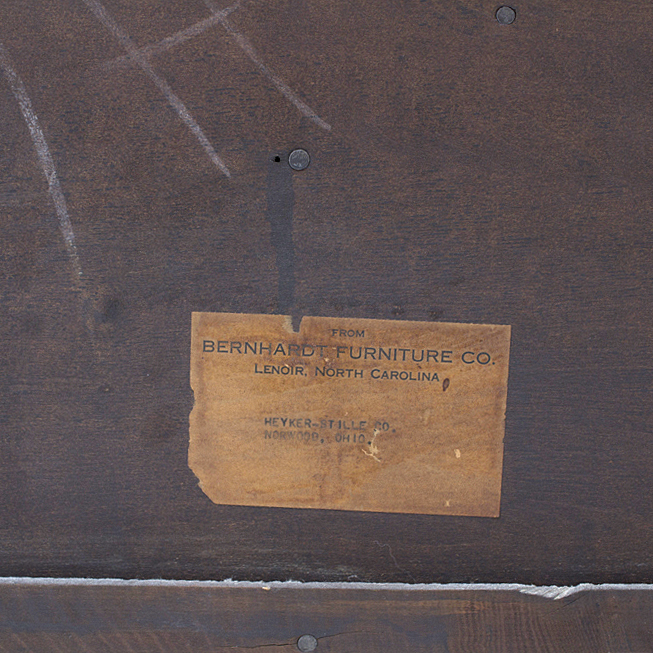 FROM
BERNHARDT FURNITURE CO.
LENOIR, NORTH CAROLINA
HEYKER-STILLE CO.
NORWOOD, OHIO.